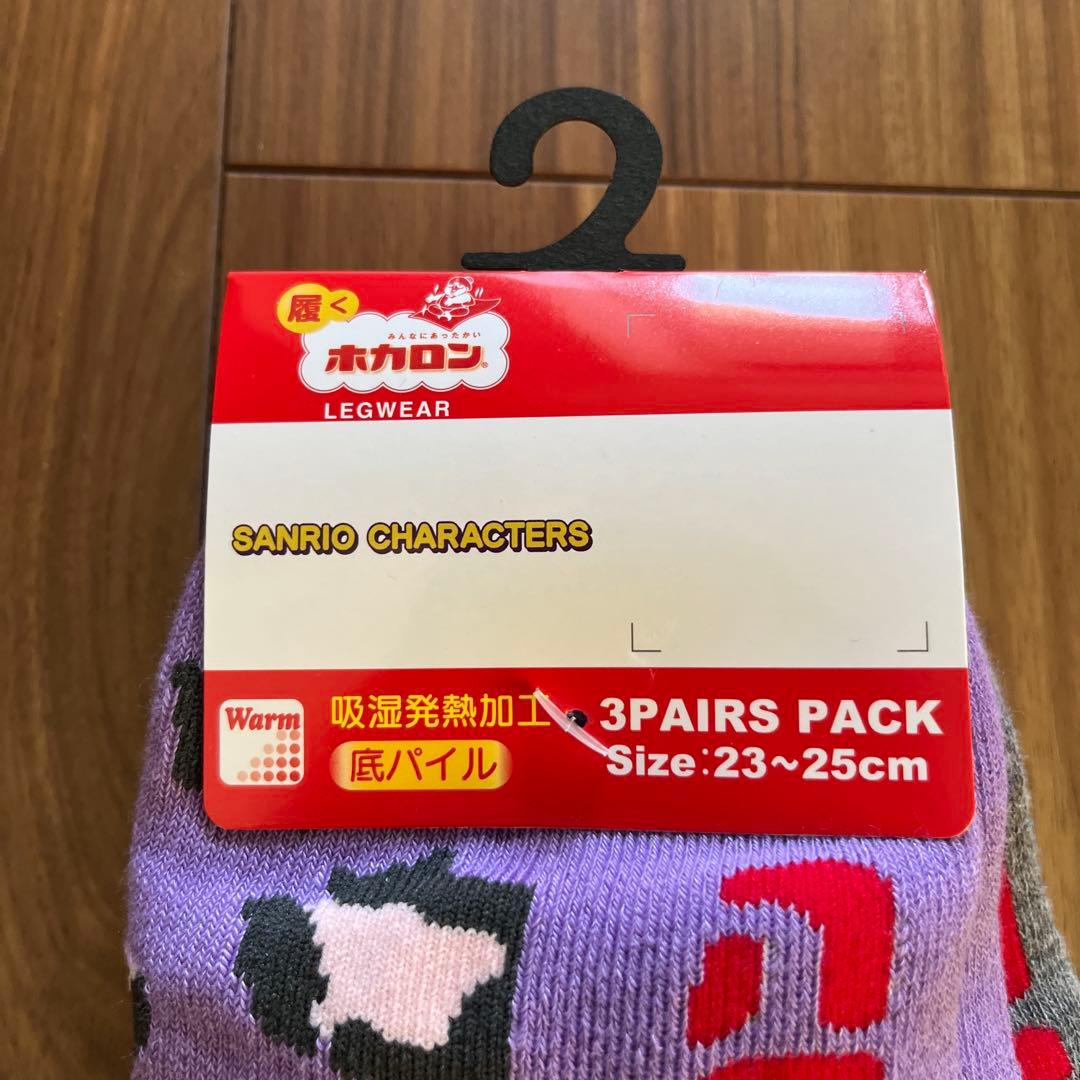 履く
みんなにあったかい
ホカロン®
LEGWEAR
SANRIO CHARACTERS
Warm
吸湿発熱加工
底パイル
3PAIRS PACK
Size:23~25cm